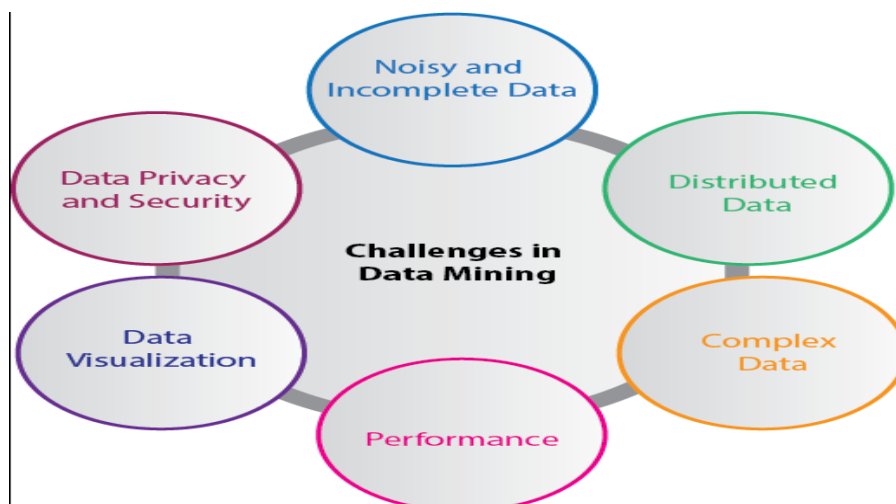 Noisy and
Incomplete Data
Data Privacy
and Security
Distributed
Data
Challenges in
Data Mining
Data
Visualization
Complex
Data
Performance